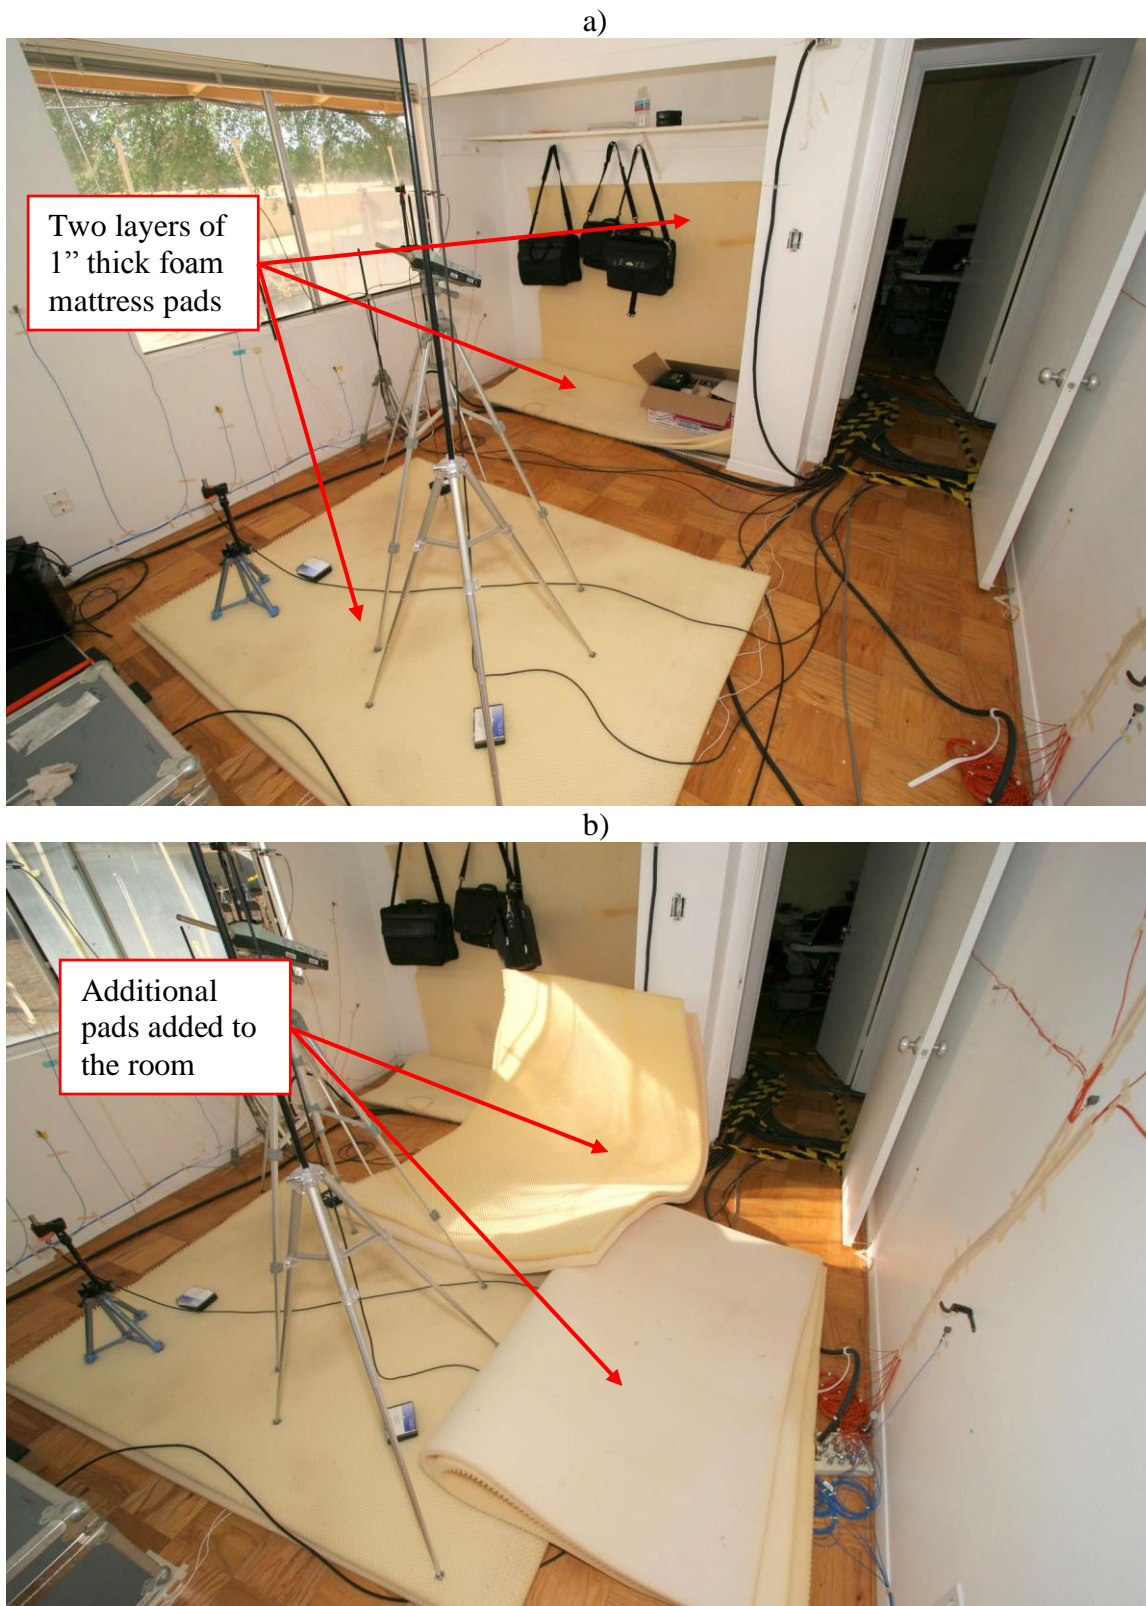 a)
Two layers of
1” thick foam
mattress pads
b)
Additional
pads added to
the room